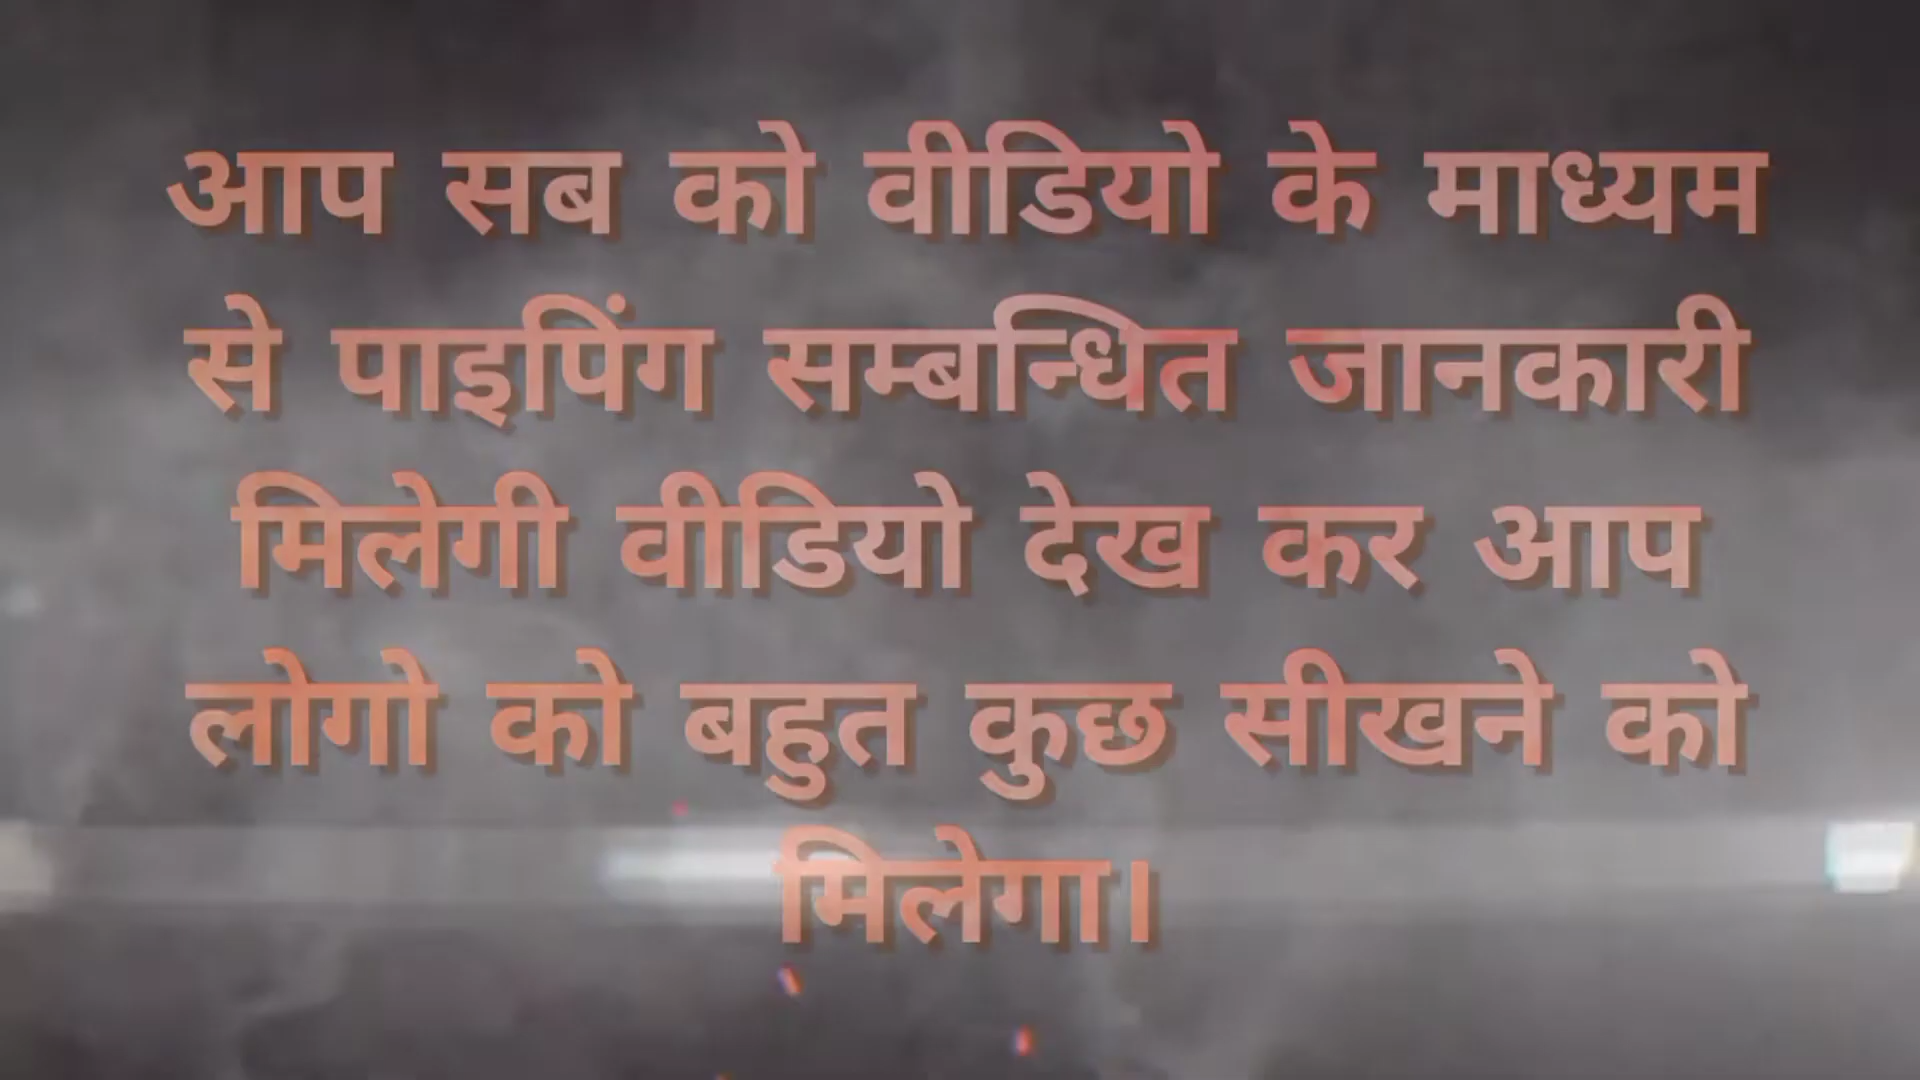 आप सब को वीडियो के माध्यम
से पाइपिंग सम्बन्धित जानकारी
मिलेगी वीडियो देख कर आप
लोगो को बहुत कुछ सीखने को
मिलेगा।